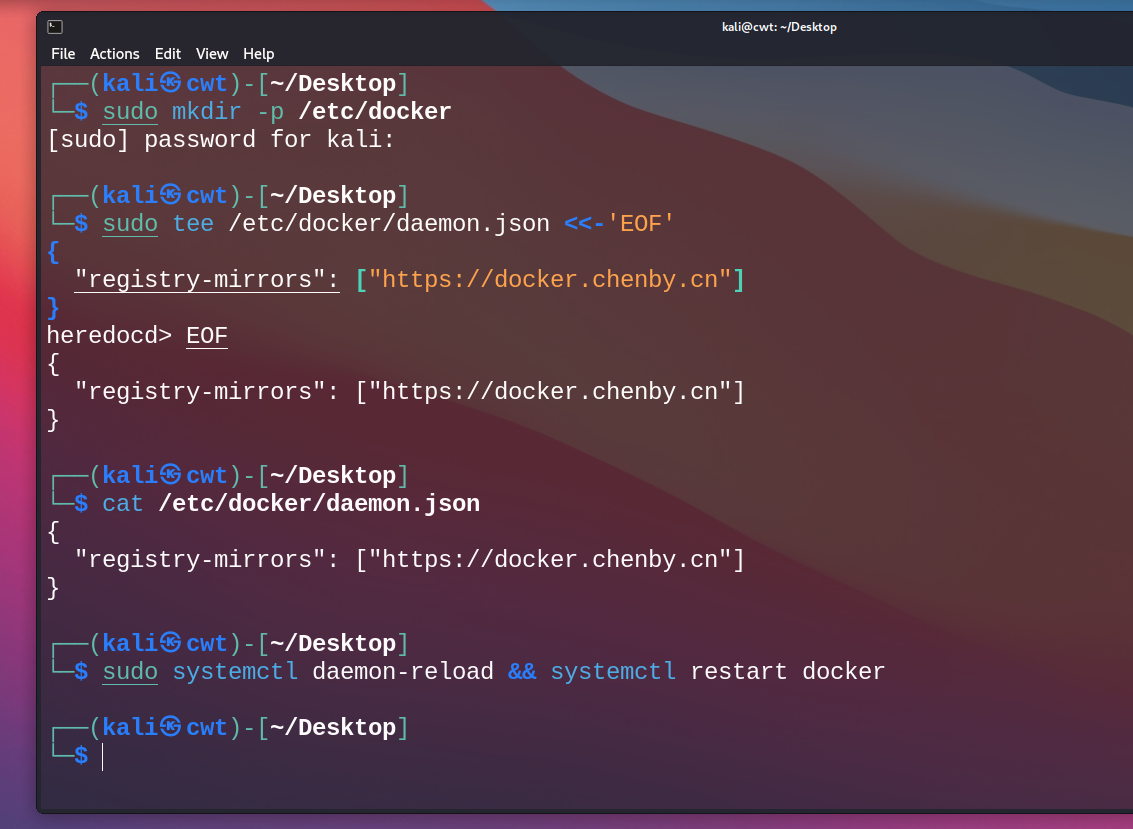 kali@cwt: ~/Desktop
File Actions Edit View Help
┌──(kali㉿cwt)-[~/Desktop]
└─$ sudo mkdir -p /etc/docker
[sudo] password for kali:
┌──(kali㉿cwt)-[~/Desktop]
└─$ sudo tee /etc/docker/daemon.json <<-'EOF'
{
  "registry-mirrors": ["https://docker.chenby.cn"]
}
heredocd> EOF
{
  "registry-mirrors": ["https://docker.chenby.cn"]
}
┌──(kali㉿cwt)-[~/Desktop]
└─$ cat /etc/docker/daemon.json
{
  "registry-mirrors": ["https://docker.chenby.cn"]
}
┌──(kali㉿cwt)-[~/Desktop]
└─$ sudo systemctl daemon-reload && systemctl restart docker
┌──(kali㉿cwt)-[~/Desktop]
└─$